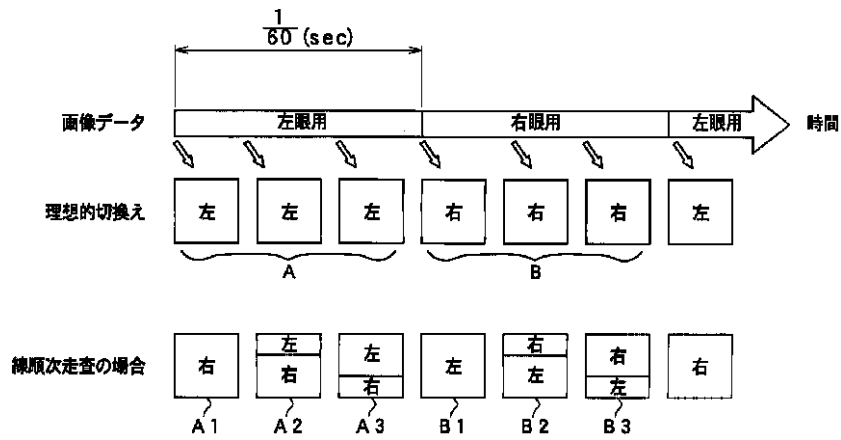 1
60 (sec)
画像データ
左眼用
右眼用
左眼用
時間
理想的切換え
左
左
左
右
右
右
左
A
B
線順次走査の場合
右
左
右
左
右
左
右
左
右
左
右
A1
A2
A3
B1
B2
B3